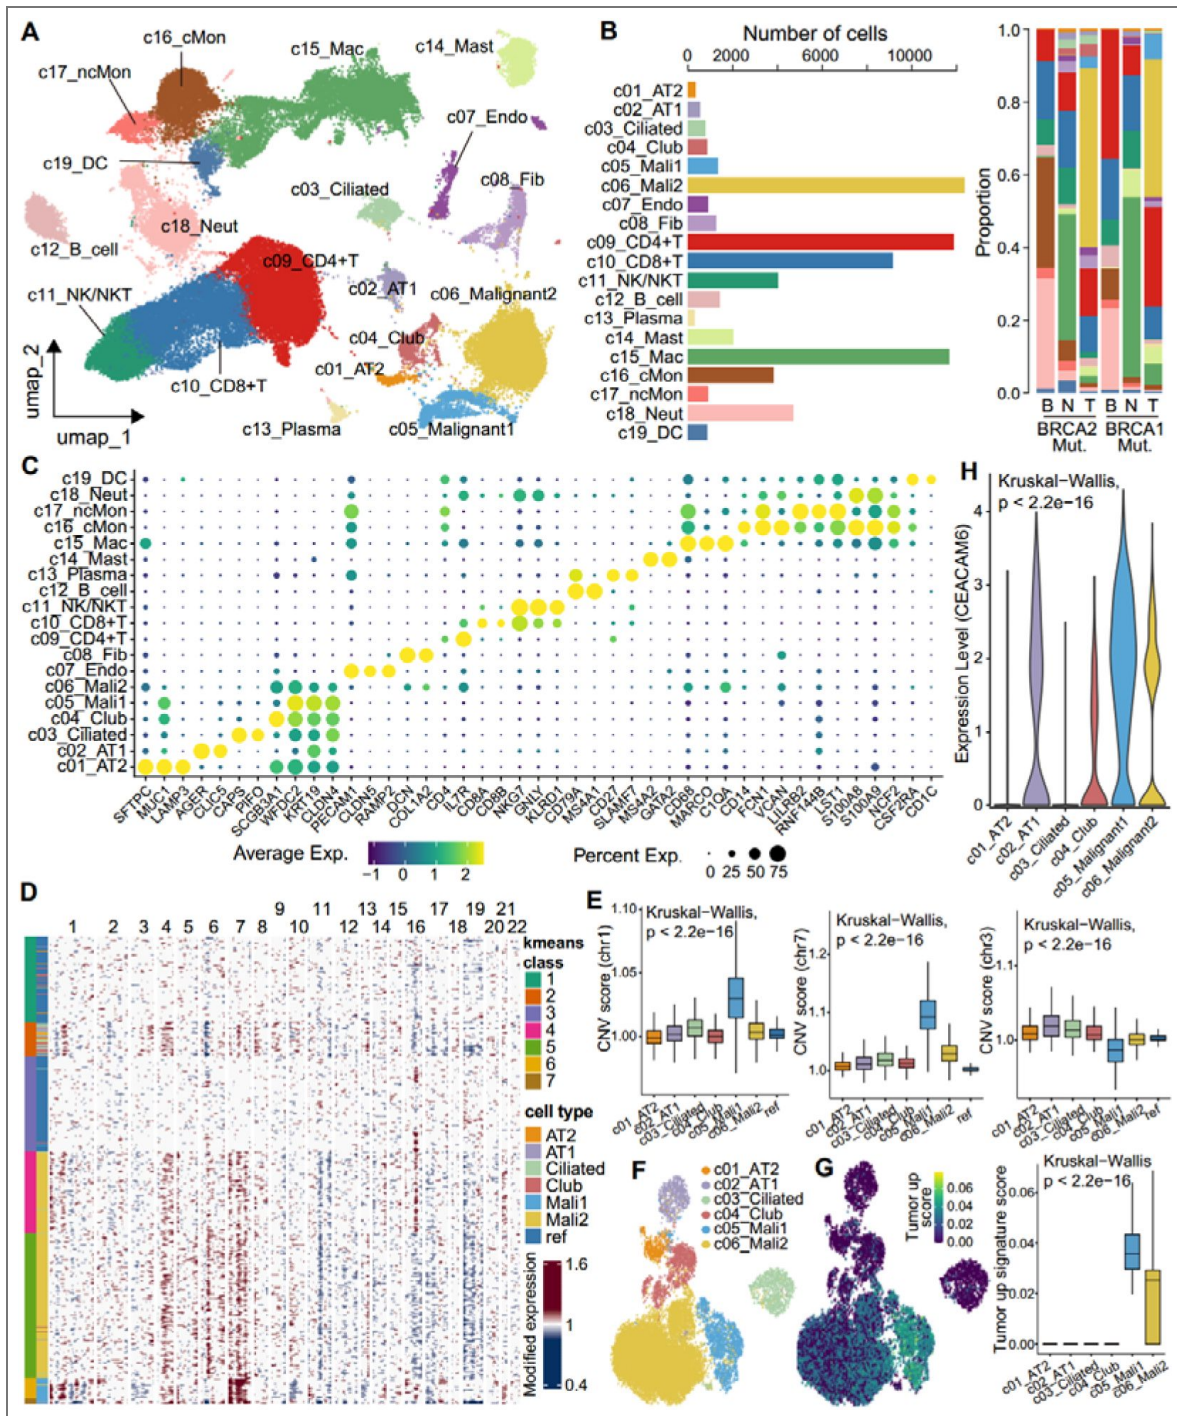 A
c16_cMon
c15_Mac
c14_Mast
c17_ncMon
c07_Endo
c19_DC
c03_Ciliated
c08_Fib
c18_Neut
c12_B_cell
c09_CD4+T
c11_NK/NKT
c02_AT1
c06_Malignant2
c04_Club
c01_AT2
c10_CD8+T
c13_Plasma
c05_Malignant1
umap_2
umap_1
B
Number of cells
0 20000 60000 100000
c01_AT2
c02_AT1
c03_Ciliated
c04_Club
c05_Mali1
c06_Mali2
c07_Endo
c08_Fib
c09_CD4+T
c10_CD8+T
c11_NK/NKT
c12_B_cell
c13_Plasma
c14_Mast
c15_Mac
c16_cMon
c17_ncMon
c18_Neut
c19_DC
Proportion
1.0
0.8
0.6
0.4
0.2
0.0
B N T B N T
BRCA2 BRCA1
Mut. Mut.
C
c19_DC
c18_Neut
c17_ncMon
c16_cMon
c15_Mac
c14_Mast
c13_Plasma
c12_B_cell
c11_NK/NKT
c10_CD8+T
c09_CD4+T
c08_Fib
c07_Endo
c06_Mali2
c05_Mali1
c04_Club
c03_Ciliated
c02_AT1
c01_AT2
SFTPC
MUC1
LAMP3
AGER
CLIC5
CAPS
PIFO
SCGB3A1
WFDC2
KRT19
CLDN4
PECAM1
CLDN5
RAMP2
DCN
COL1A2
CD4
IL7R
CD8A
CD8B
NKG7
GNLY
KLRD1
CD79A
MS4A1
CD27
SLAMF7
MS4A2
GATA2
CD68
MARCO
C1QA
CD14
FCN1
VCAN
LILRB2
RNF144B
LST1
S100A8
S100A9
NCF2
CSF2RA
CD1C
Average Exp.
−1 0 1 2
Percent Exp.
0 25 50 75
H
Kruskal−Wallis,
p < 2.2e−16
Expression Level (CEACAM6)
4
3
2
1
0
c01_AT2
c02_AT1
c03_Ciliated
c04_Club
c05_Malignant1
c06_Malignant2
D
9 11 13 15 17 19 21
1 2 3 4 5 6 7 8 10 12 14 16 18 20 22
kmeans
class
1
2
3
4
5
6
7
cell type
AT2
AT1
Ciliated
Club
Mali1
Mali2
ref
Modified expression
1.6
1
0.4
E
Kruskal−Wallis,
p < 2.2e−16
CNV score (chr1)
1.10
1.05
1.00
c01_AT2
c02_AT1
c03_Ciliated
c04_Club
c05_Mali1
c06_Mali2
ref
Kruskal−Wallis,
p < 2.2e−16
CNV score (chr7)
1.2
1.1
1.0
c01_AT2
c02_AT1
c03_Ciliated
c04_Club
c05_Mali1
c06_Mali2
ref
Kruskal−Wallis,
p < 2.2e−16
CNV score (chr3)
1.1
1.0
c01_AT2
c02_AT1
c03_Ciliated
c04_Club
c05_Mali1
c06_Mali2
ref
F
c01_AT2
c02_AT1
c03_Ciliated
c04_Club
c05_Mali1
c06_Mali2
G
Tumor up
score
0.06
0.04
0.02
0.00
Kruskal−Wallis
p < 2.2e−16
Tumor up signature score
0.06
0.04
0.02
0.00
c01_AT2
c02_AT1
c03_Ciliated
c04_Club
c05_Mali1
c06_Mali2